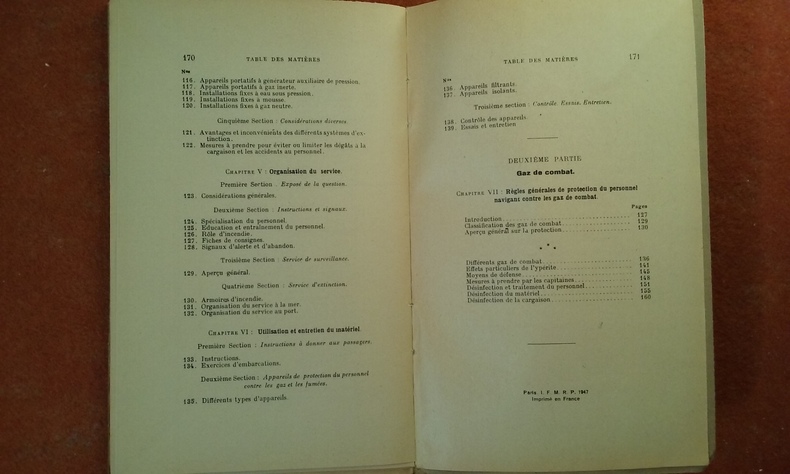 170 TABLE DES MATIÈRES
Nos
116. Appareils portatifs à générateur auxiliaire de pression.
117. Appareils portatifs à gaz inerte.
118. Installations fixes à eau sous pression.
119. Installations fixes à mousse.
120. Installations fixes à gaz neutre.
Cinquième Section : Considérations diverses
121. Avantages et inconvénients des différents systèmes d'ex-
tinction.
122. Mesures à prendre pour éviter ou limiter les dégâts à la
cargaison et les accidents au personnel.
CHAPITRE V : Organisation du service.
Première Section . Exposé de la question.
123. Considérations générales.
Deuxième Section : Instructions et signaux.
124. Spécialisation du personnel.
125. Education et entraînement du personnel.
126. Rôle d'incendie.
127. Fiches de consignes.
128. Signaux d'alerte et d'abandon.
Troisième Section : Service de surveillance.
129. Aperçu général.
Quatrième Section : Service d'extinction.
130. Armoires d'incendie.
131. Organisation du service à la mer.
132. Organisation du service au port.
CHAPITRE VI : Utilisation et entretien du matériel.
Première Section : Instructions à donner aux passagers.
133. Instructions.
134. Exercices d'embarcations.
Deuxième Section : Appareils de protection du personnel
contre les gaz et les fumées.
135. Différents types d'appareils.
TABLE DES MATIÈRES 171
Nos
136. Appareils filtrants.
137. Appareils isolants.
Troisième section : Contrôle. Essais. Entretien.
138. Contrôle des appareils.
139. Essais et entretien
DEUXIÈME PARTIE
Gaz de combat.
CHAPITRE VII : Règles générales de protection du personnel
navigant contre les gaz de combat.
Pages
Introduction 127
Classification des gaz de combat 129
Aperçu général sur la protection 130
* * *
Différents gaz de combat 136
Effets particuliers de l'ypérite 141
Moyens de défense 145
Mesures à prendre par les capitaines 148
Désinfection et traitement du personnel 151
Désinfection du matériel 155
Désinfection de la cargaison 160
Paris I. F. M. R. P. 1947
Imprimé en France